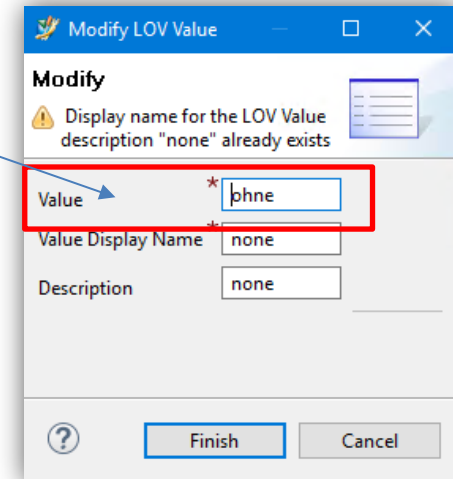 Modify LOV Value
Modify
Display name for the LOV Value
description "none" already exists
Value * ohne
Value Display Name * none
Description none
? Finish Cancel